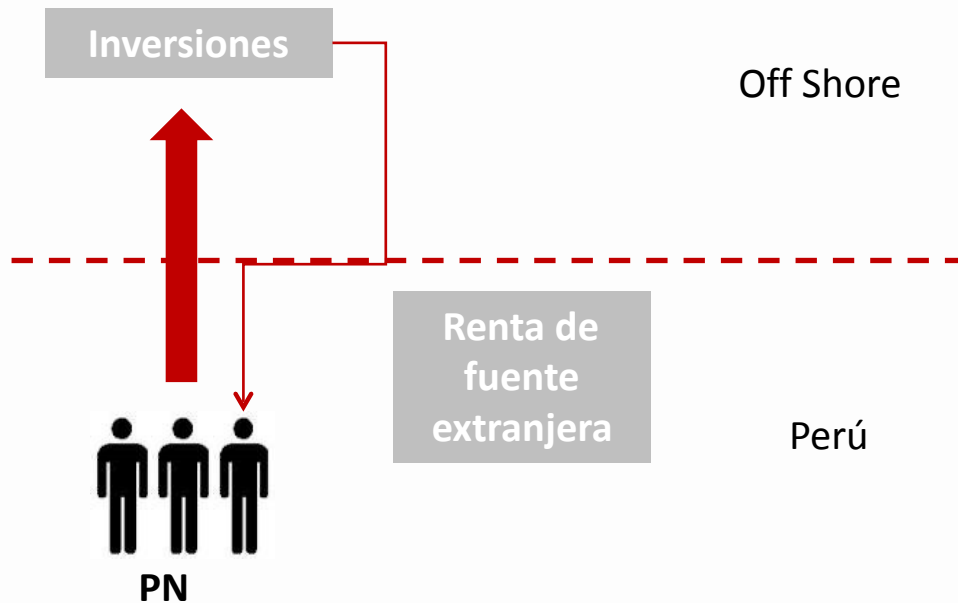 Inversiones
Off Shore
Renta de
fuente
extranjera
Perú
PN